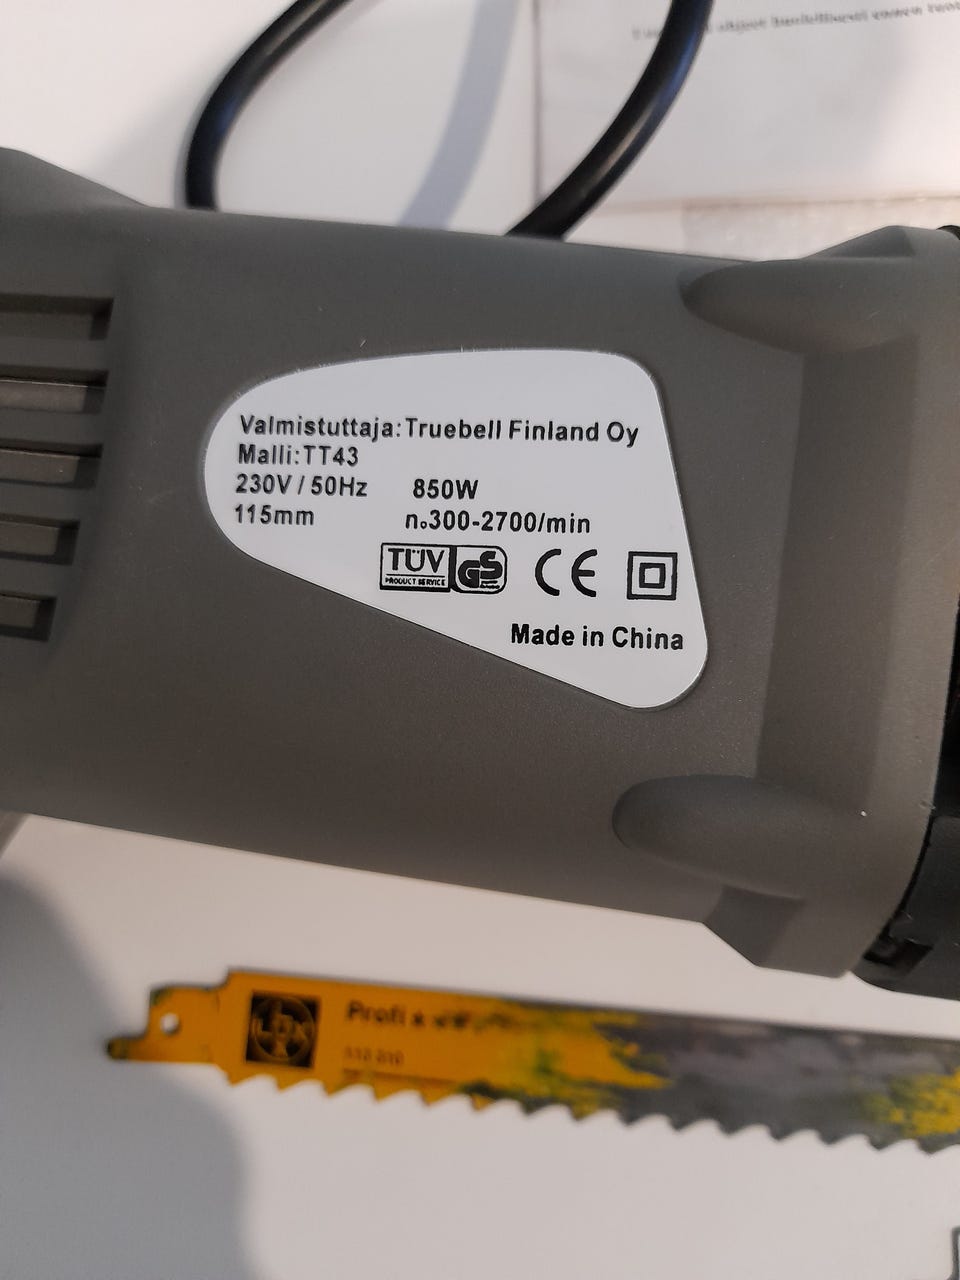 Valmistuttaja:Truebell Finland Oy
Malli:TT43
230V / 50Hz 850W
115mm n₀300-2700/min
TÜV
PRODUCT SERVICE
GS
CE
Made in China
LUX
Profi